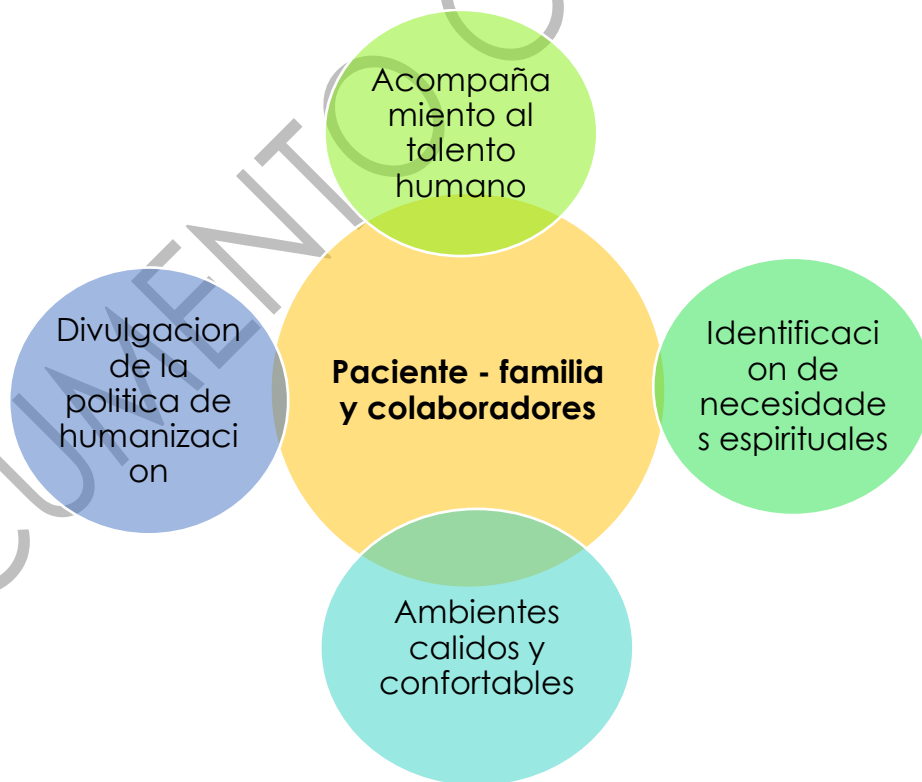 Acompaña
miento al
talento
humano
Divulgacion
de la
politica de
humanizaci
on
Paciente - familia
y colaboradores
Identificaci
on de
necesidade
s espirituales
Ambientes
calidos y
confortables
CUMENTO